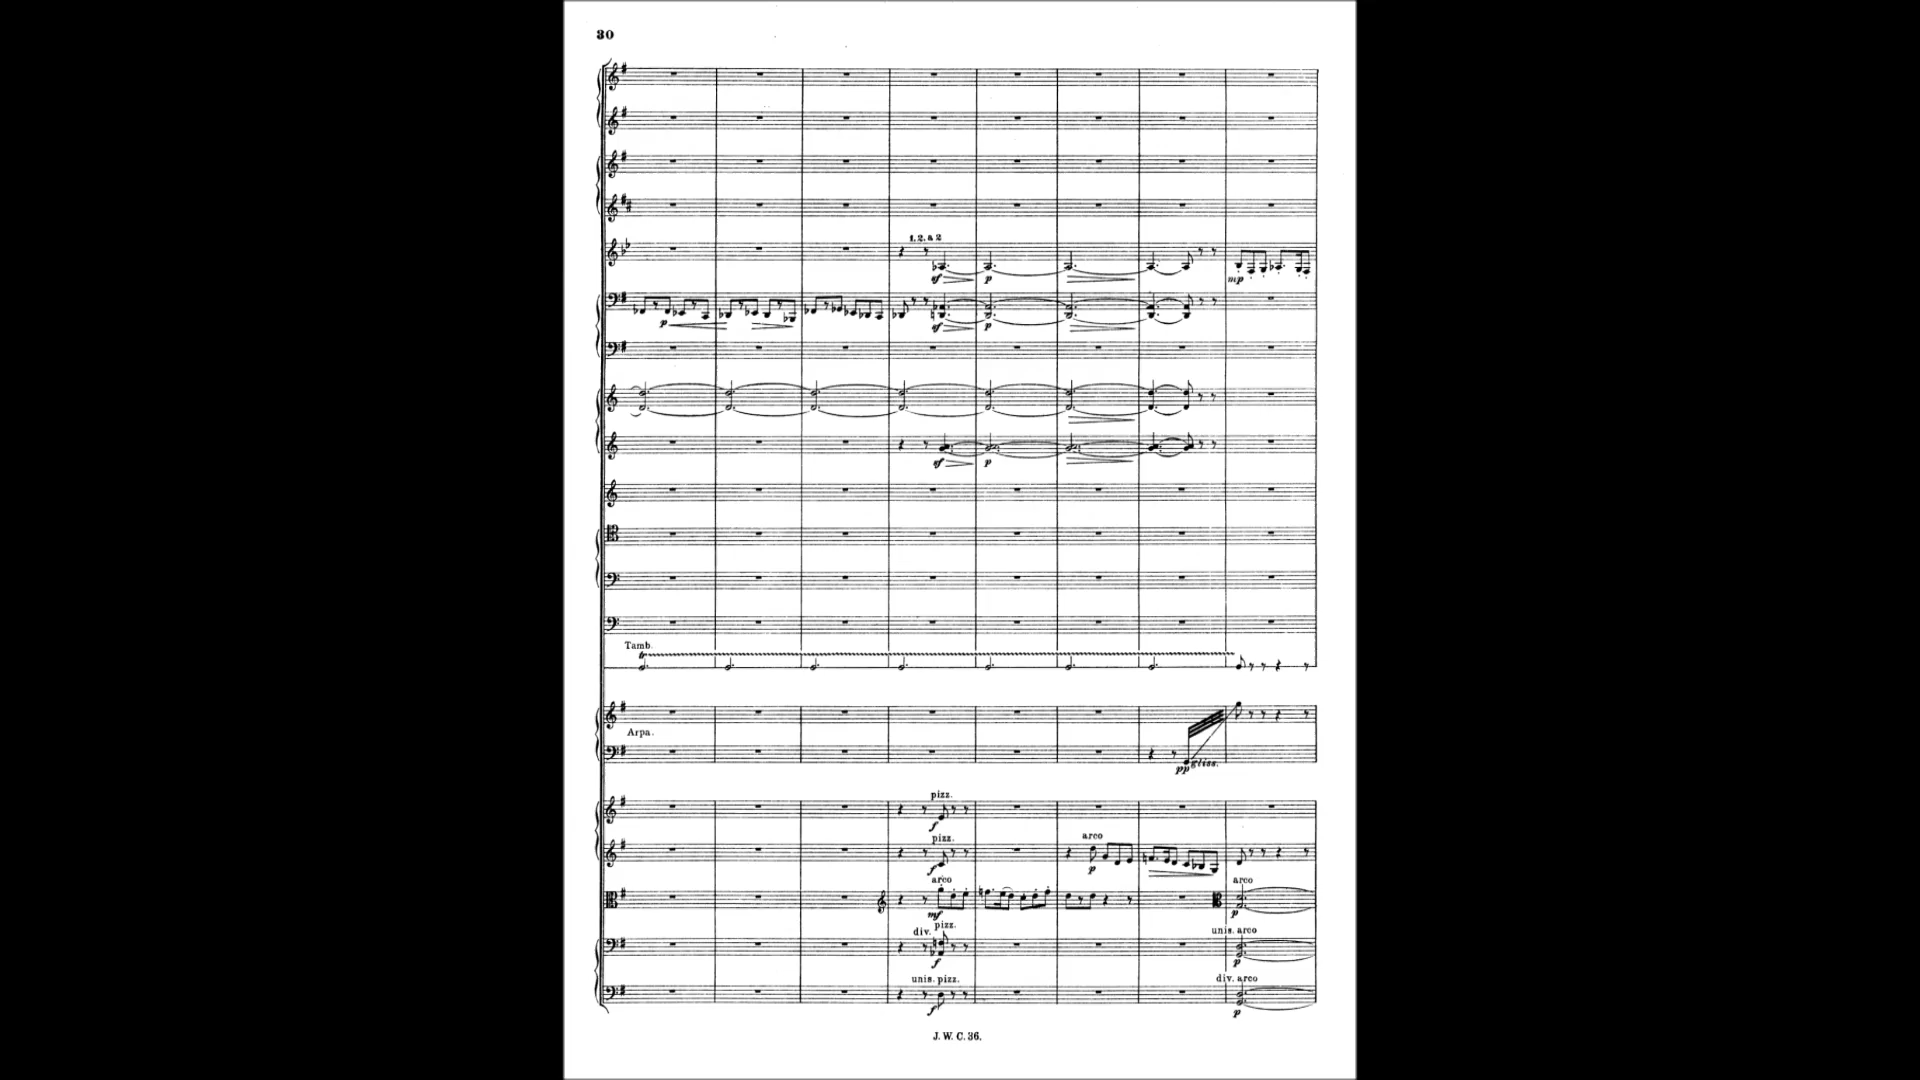 30
1. 2. a 2
sf
p
mp
p
sf
p
sf
p
Tamb.
tr
Arpa.
pp gliss.
pizz.
f
pizz.
arco
f
p
arco
arco
mf
p
div.
pizz.
unis. arco
f
p
unis. pizz.
div. arco
f
p
J. W. C. 36.